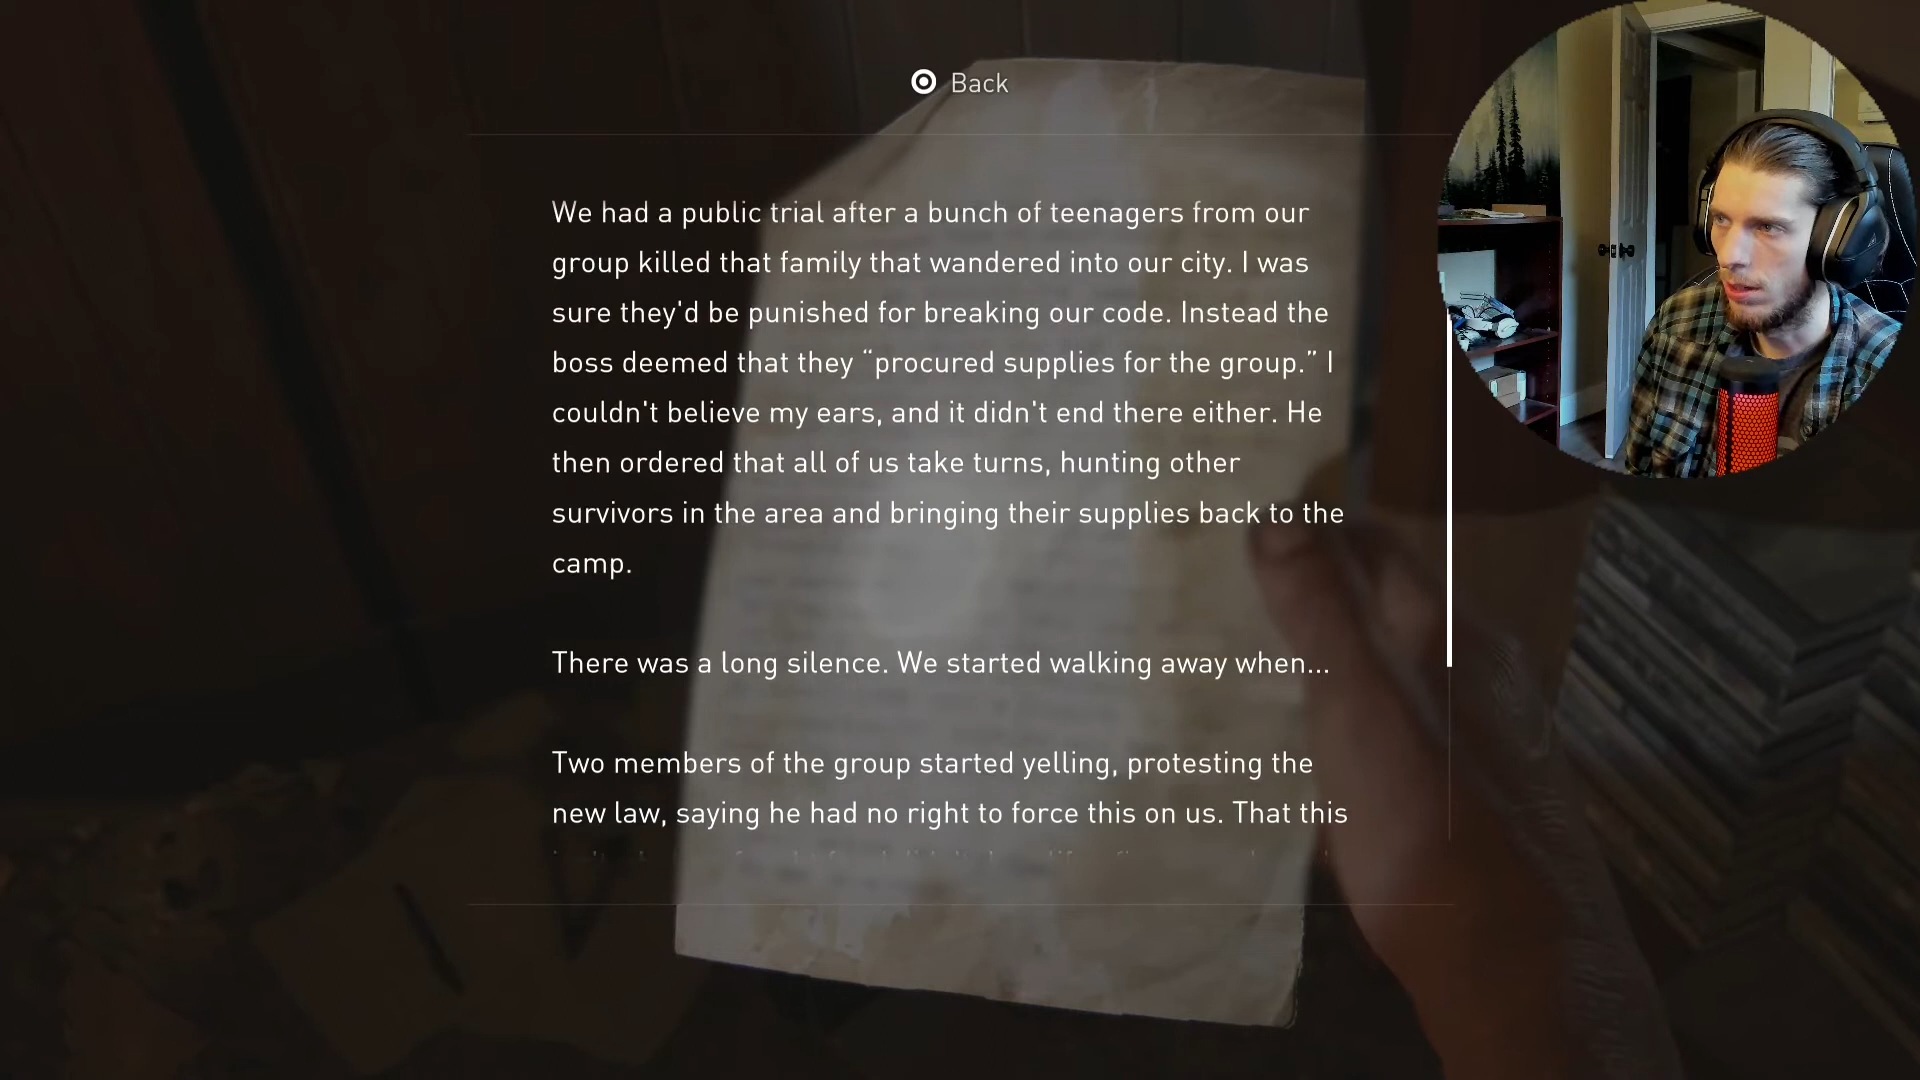 Back
We had a public trial after a bunch of teenagers from our
group killed that family that wandered into our city. I was
sure they'd be punished for breaking our code. Instead the
boss deemed that they “procured supplies for the group.” I
couldn't believe my ears, and it didn't end there either. He
then ordered that all of us take turns, hunting other
survivors in the area and bringing their supplies back to the
camp.
There was a long silence. We started walking away when...
Two members of the group started yelling, protesting the
new law, saying he had no right to force this on us. That this